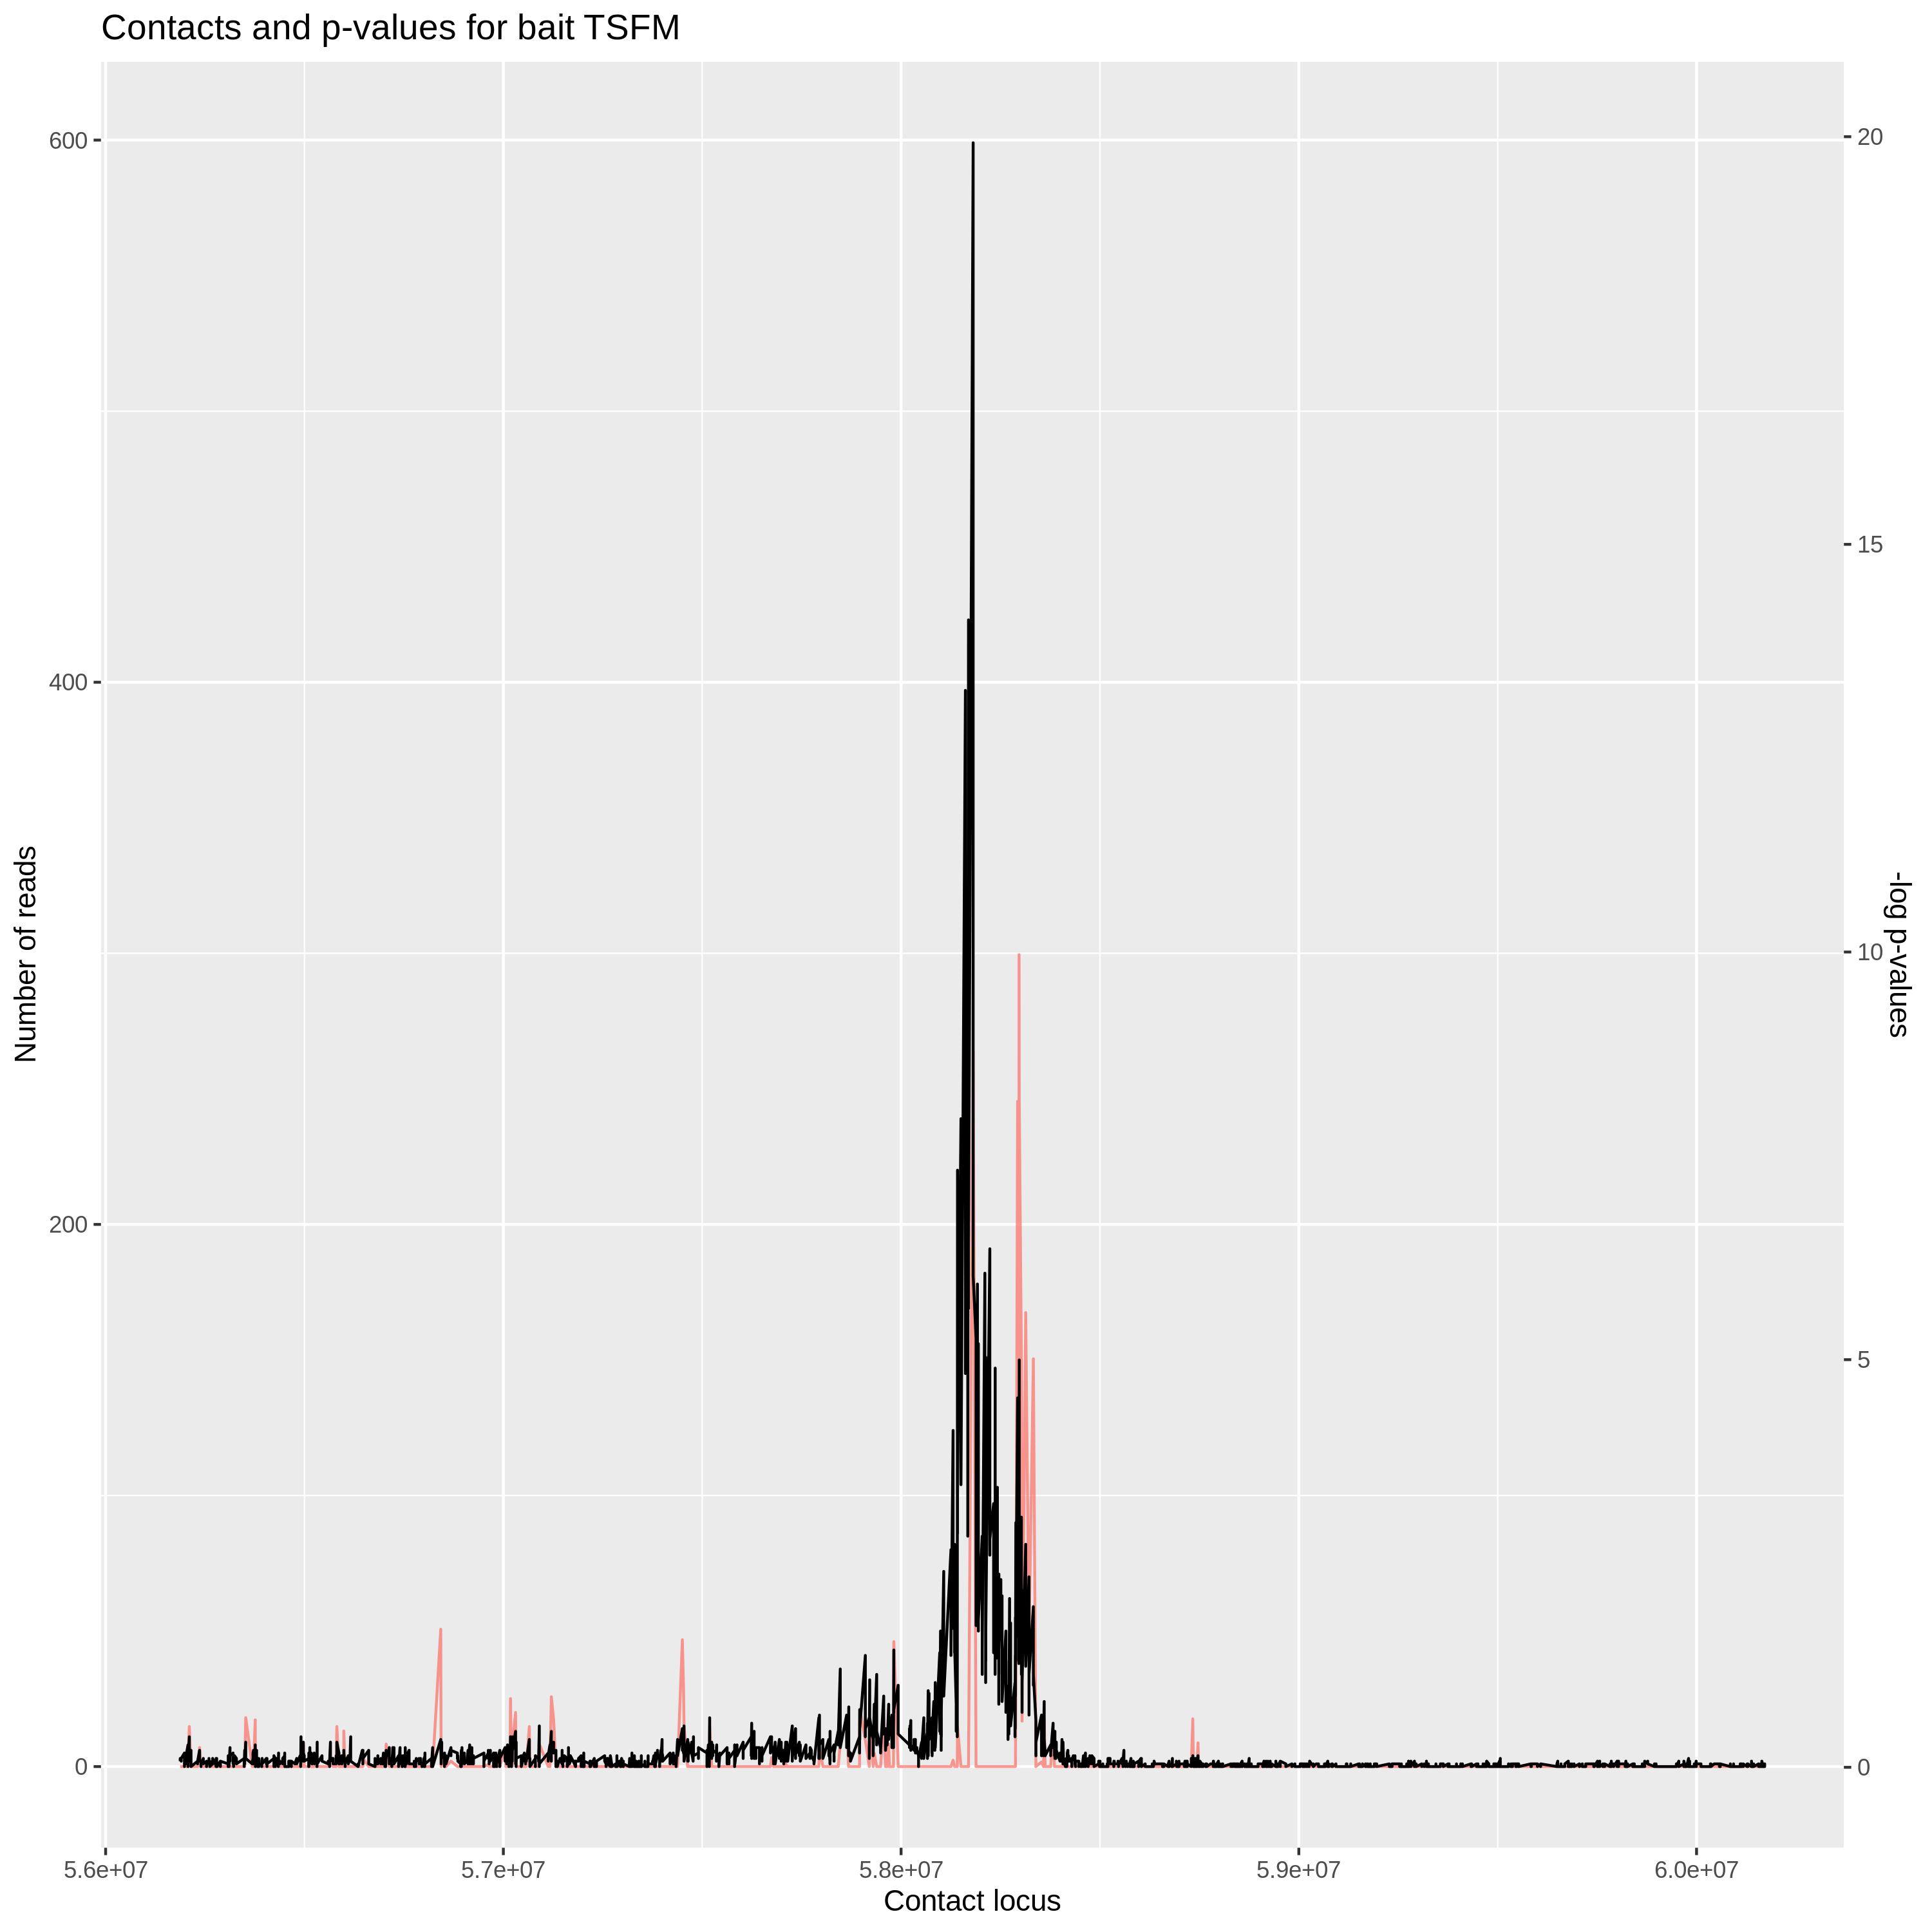 Contacts and p-values for bait TSFM
600
400
200
0
20
15
10
5
0
Number of reads
-log p-values
5.6e+07
5.7e+07
5.8e+07
5.9e+07
6.0e+07
Contact locus